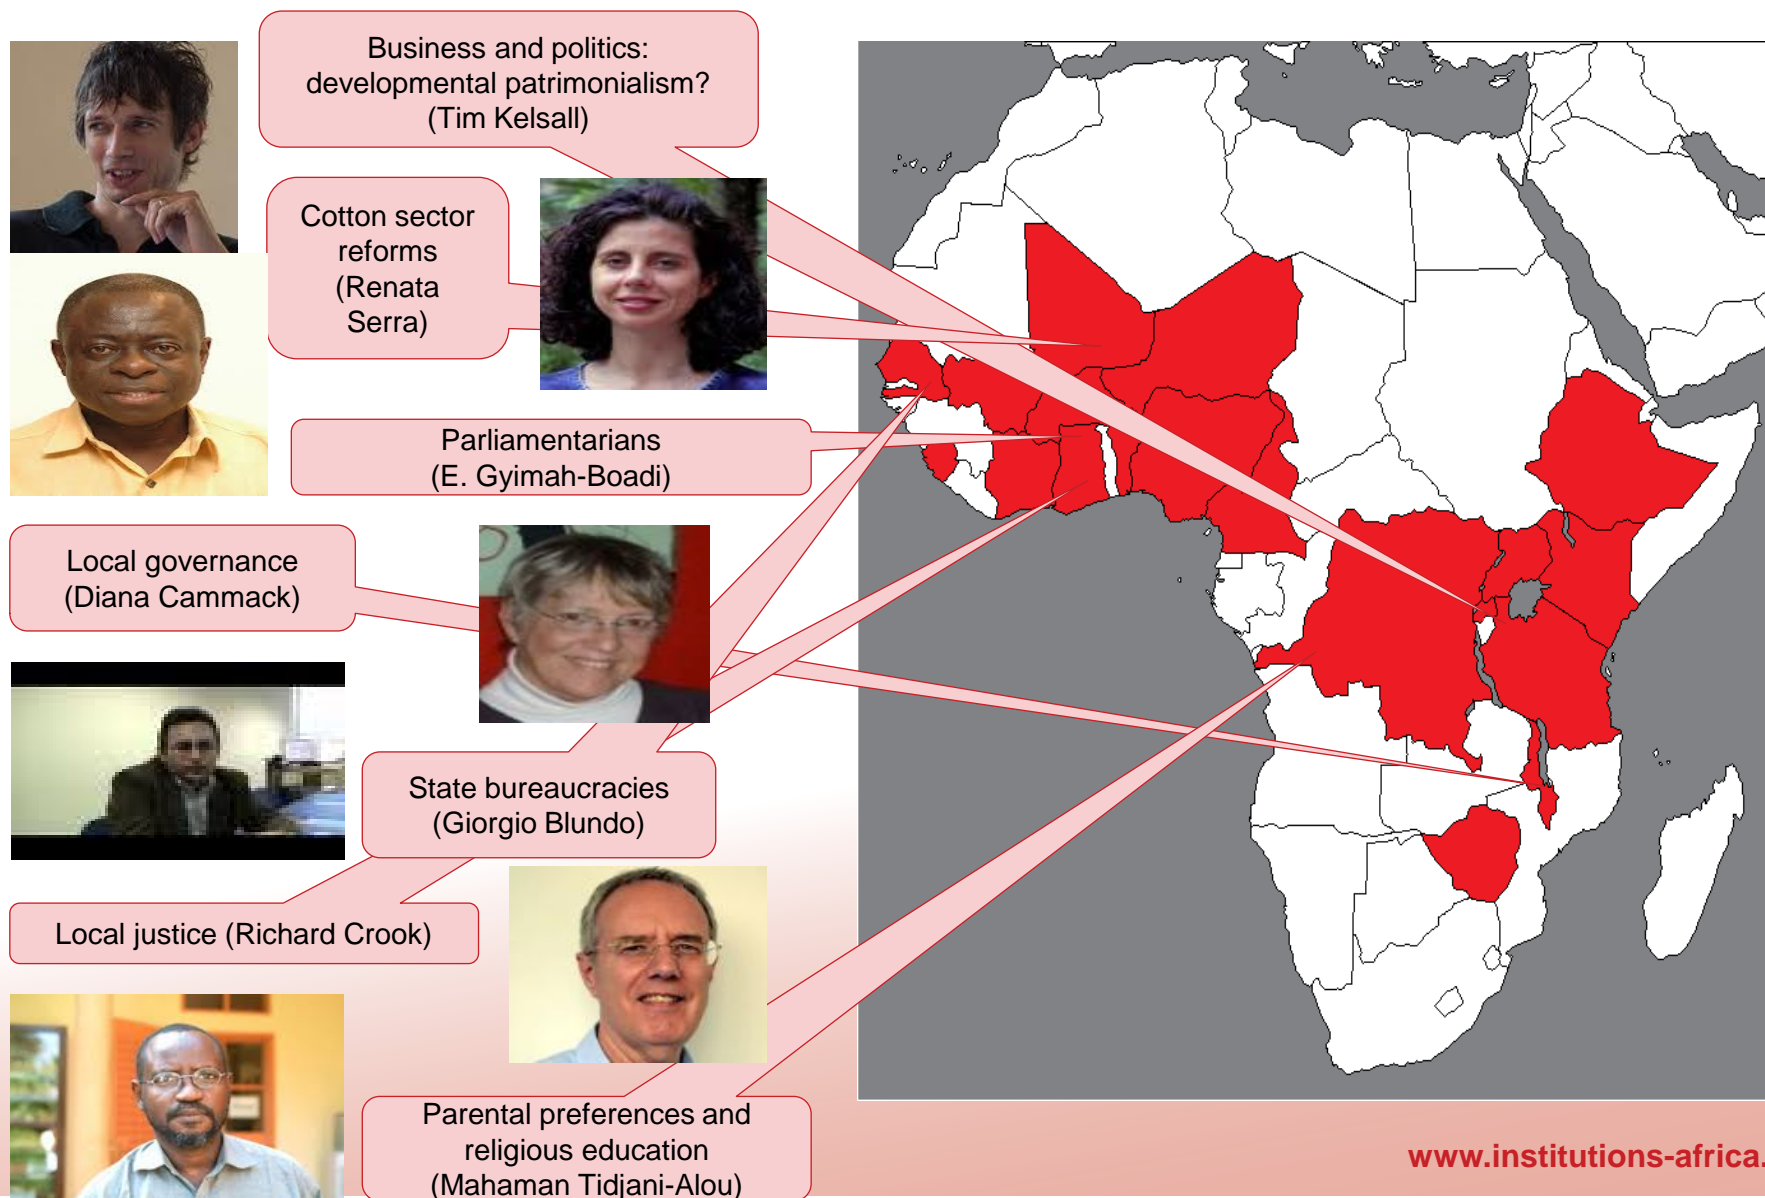 Business and politics:
developmental patrimonialism?
(Tim Kelsall)
Cotton sector
reforms
(Renata
Serra)
Parliamentarians
(E. Gyimah-Boadi)
Local governance
(Diana Cammack)
State bureaucracies
(Giorgio Blundo)
Local justice (Richard Crook)
Parental preferences and
religious education
(Mahaman Tidjani-Alou)
www.institutions-africa.